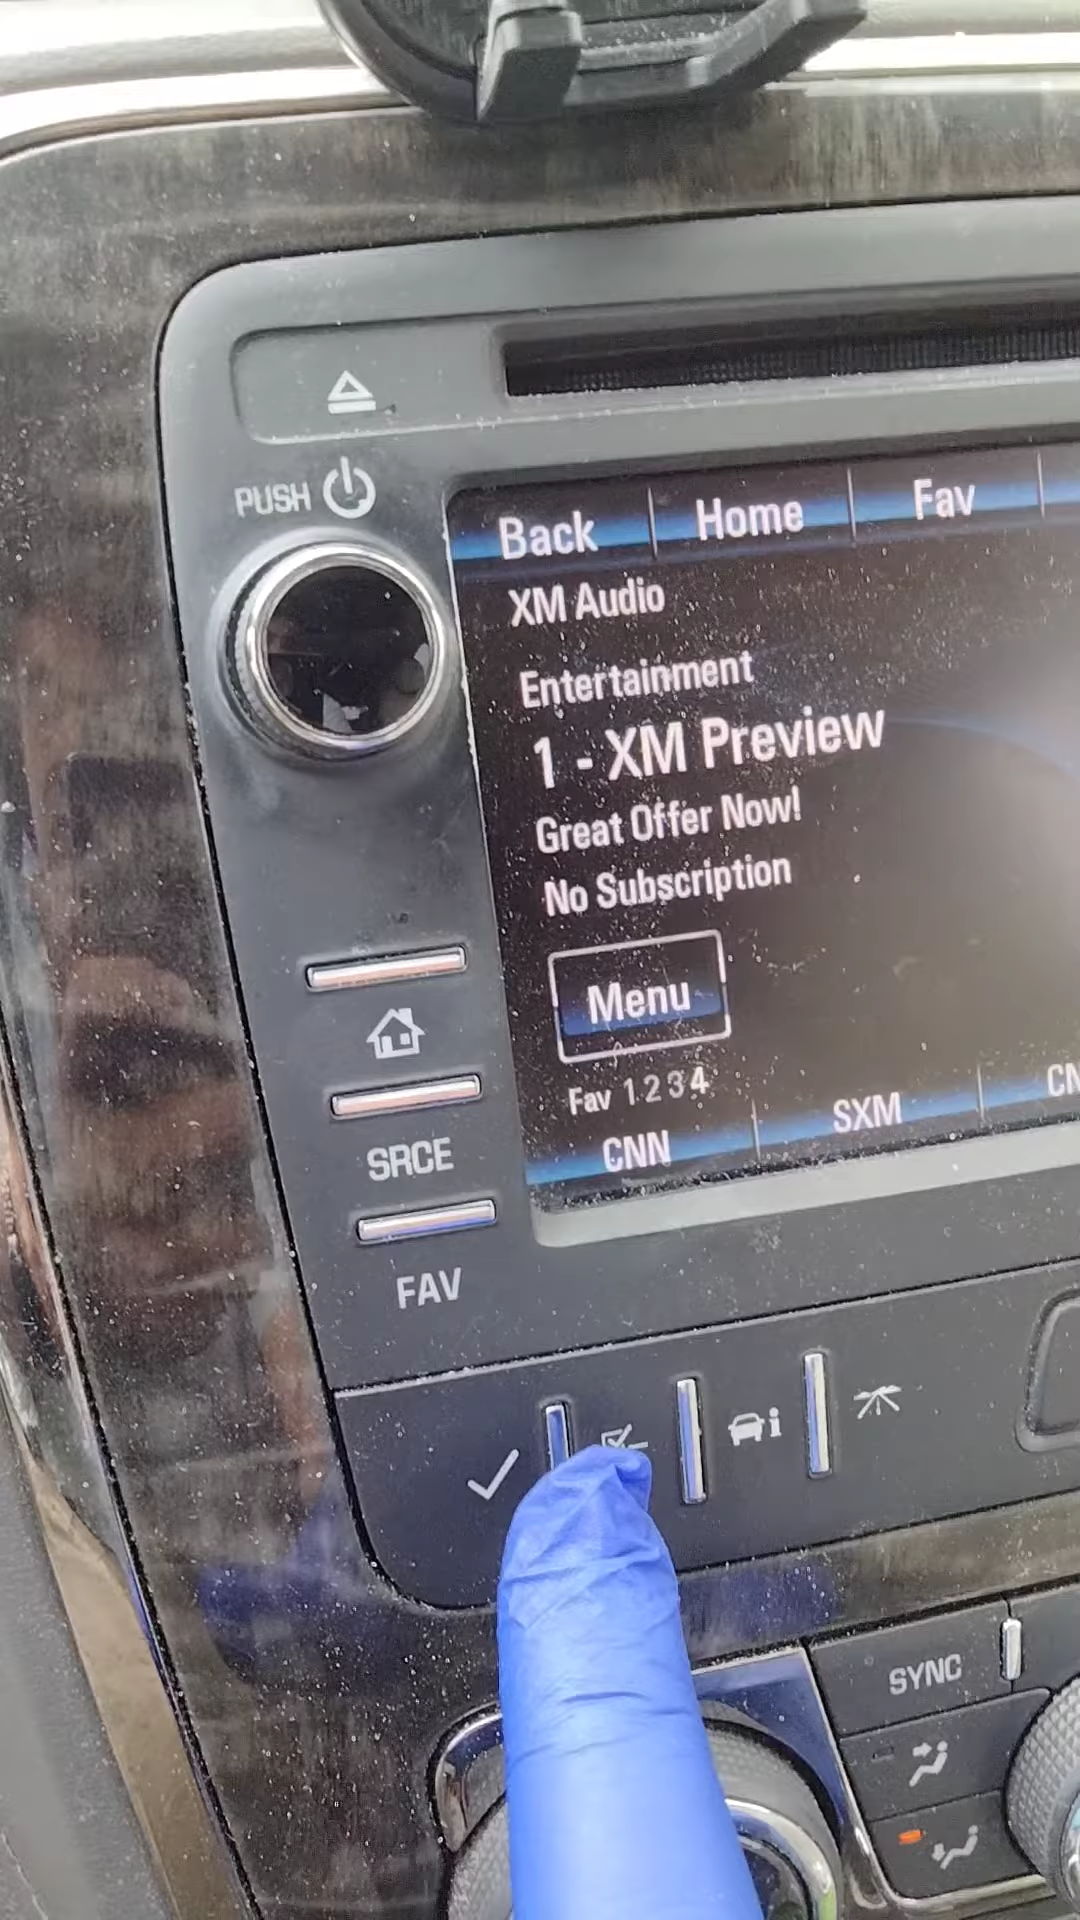 PUSH
Back Home Fav
XM Audio
Entertainment
1 - XM Preview
Great Offer Now!
No Subscription
Menu
Fav 1 2 3 4
CNN SXM
SRCE
FAV
i
SYNC